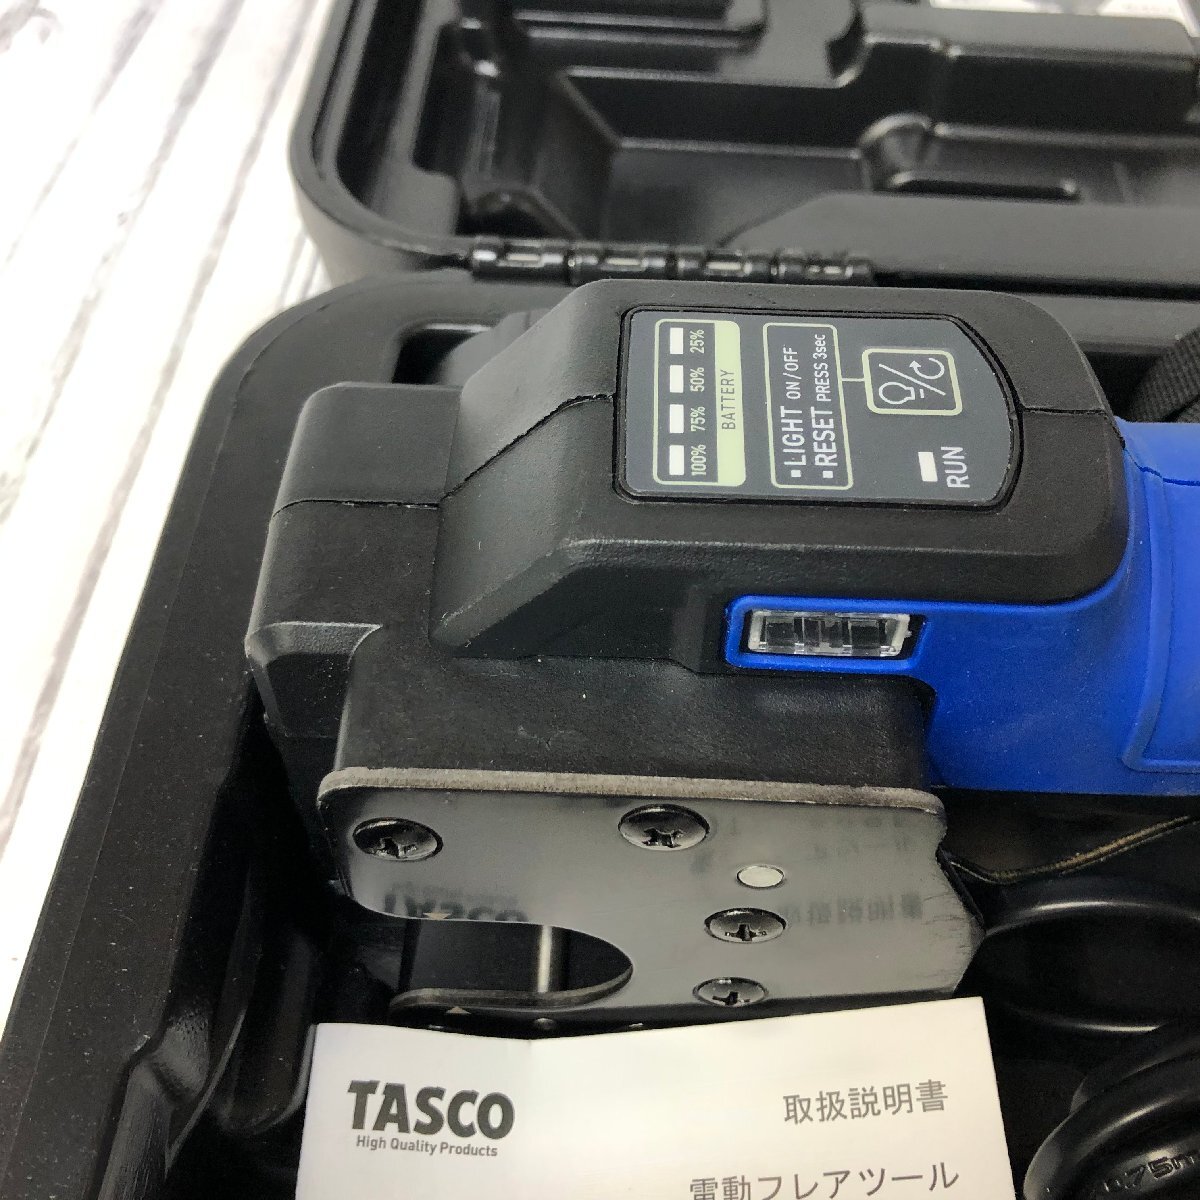 25%
50%
75%
100%
BATTERY
▪LIGHT ON/OFF
▪RESET PRESS 3sec
RUN
TASCO
High Quality Products
取扱説明書
電動フレアツール